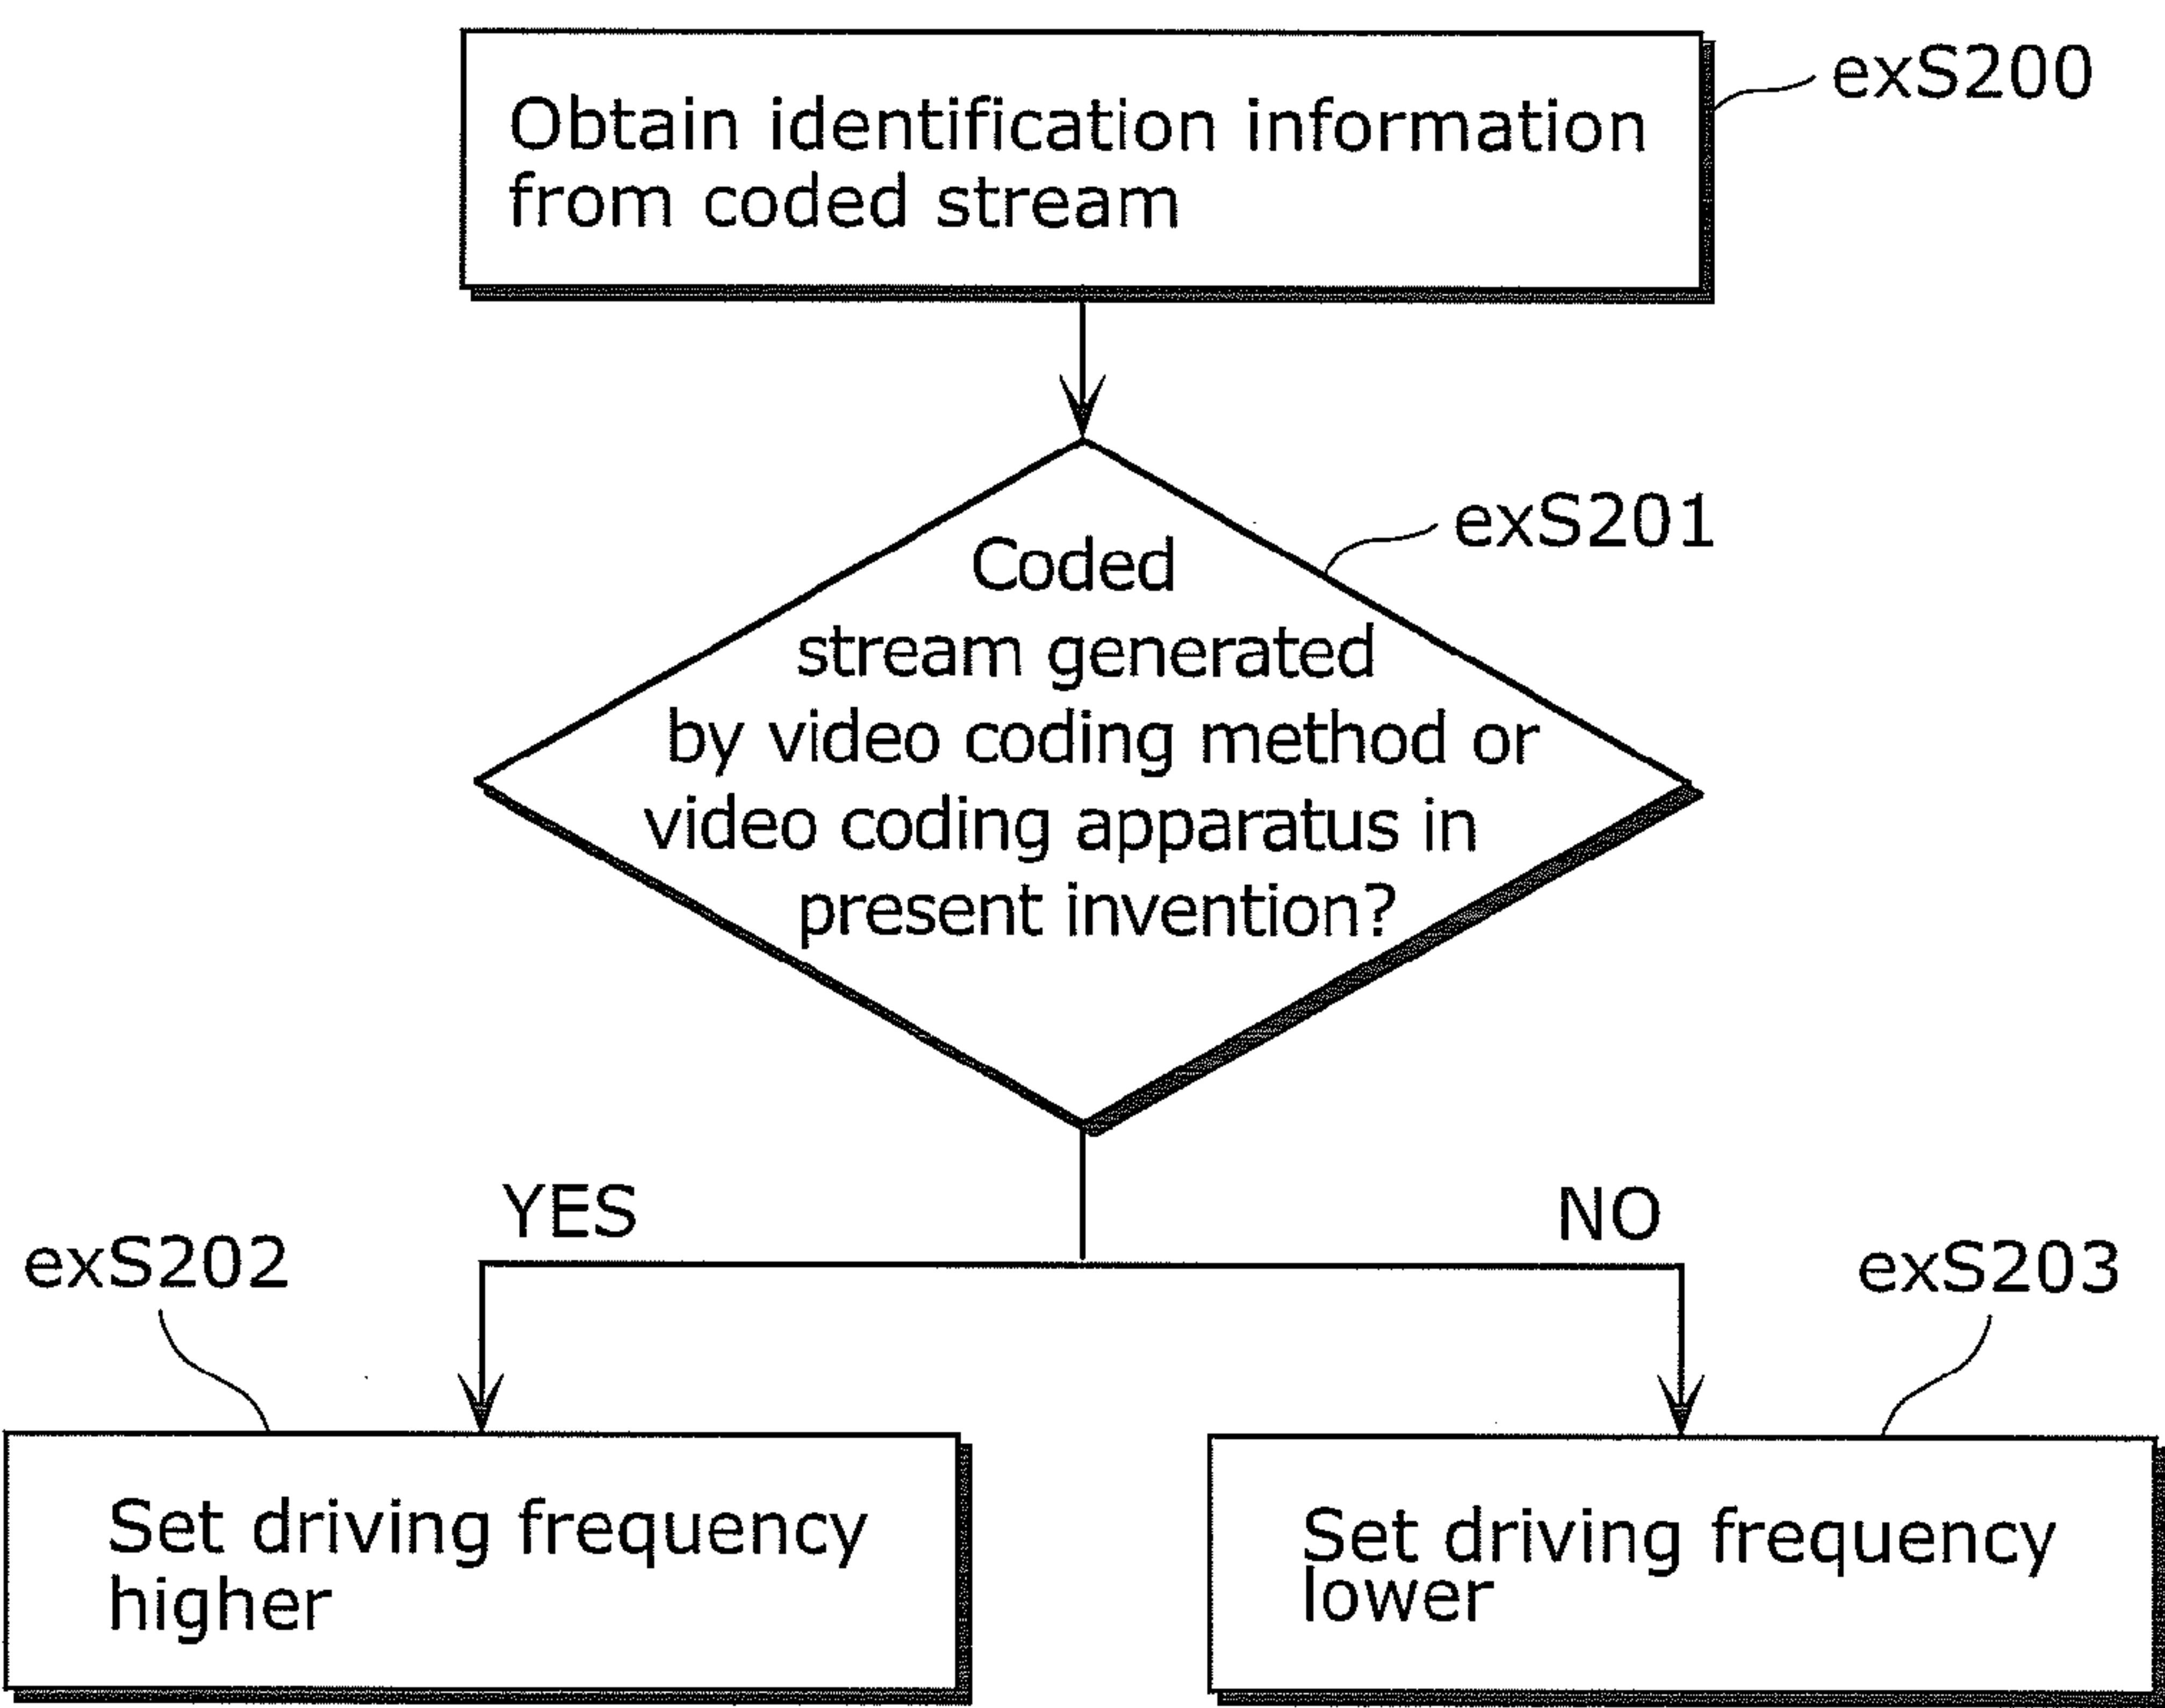 exS200
Obtain identification information
from coded stream
exS201
Coded
stream generated
by video coding method or
video coding apparatus in
present invention?
YES
NO
exS202
exS203
Set driving frequency
higher
Set driving frequency
lower